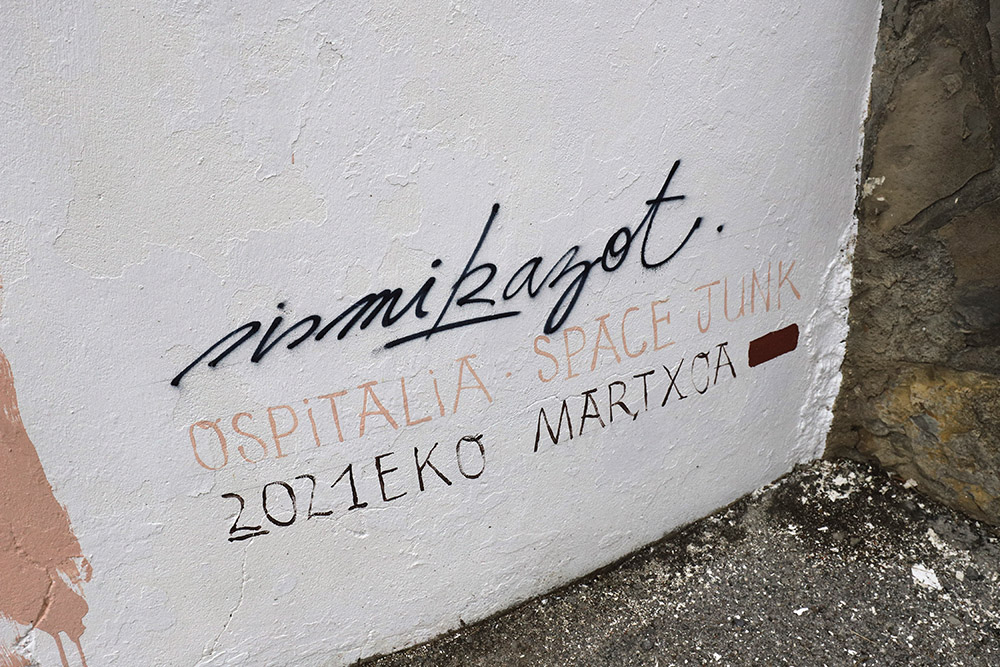 sismikazot.
OSPiTALiA · SPACE JUNK
2021EKO MARTXOA